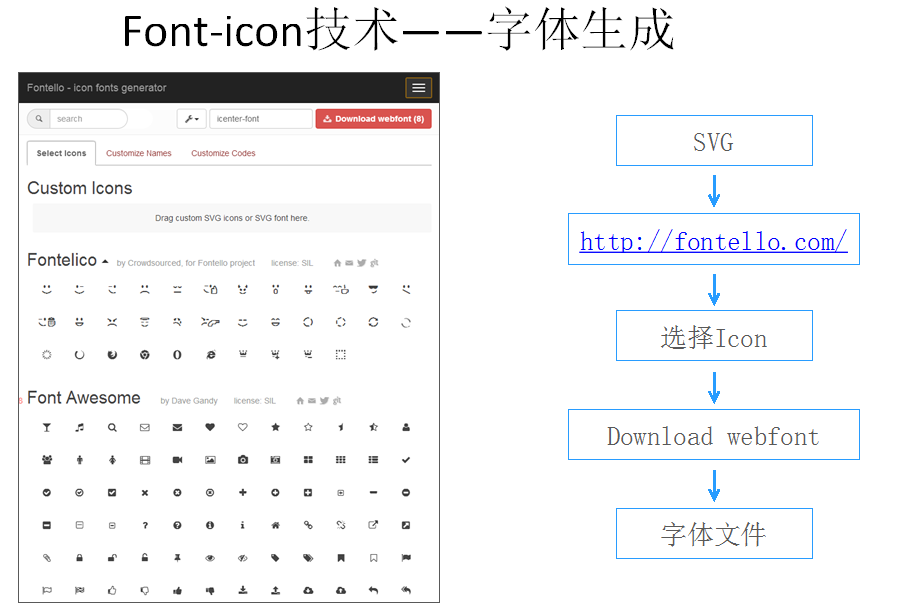 Font-icon技术——字体生成
Fontello - icon fonts generator
search
icenter-font
Download webfont (8)
Select Icons
Customize Names
Customize Codes
Custom Icons
Drag custom SVG icons or SVG font here.
Fontelico
by Crowdsourced, for Fontello project
license: SIL
8
Font Awesome
by Dave Gandy
license: SIL
SVG
http://fontello.com/
选择Icon
Download webfont
字体文件